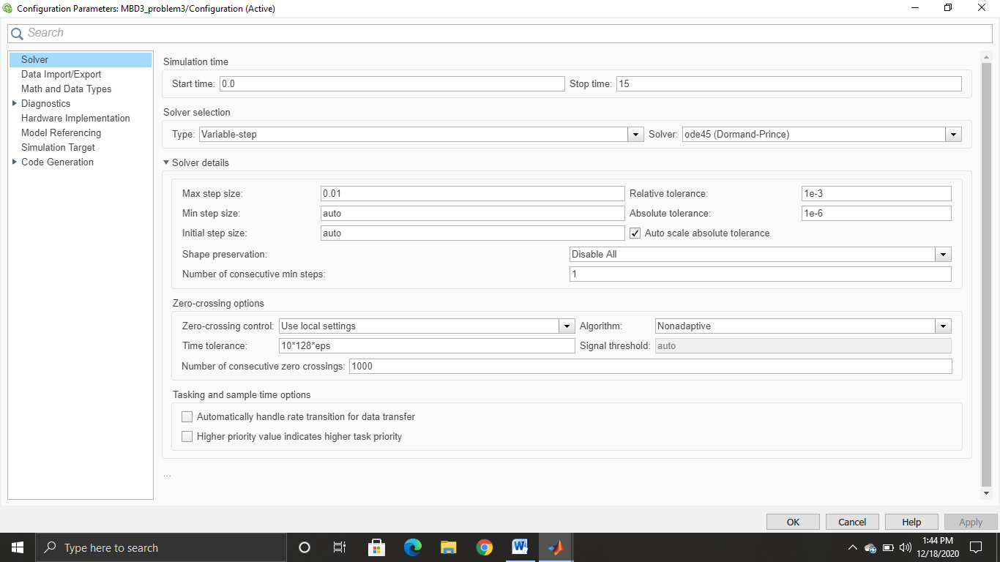 Configuration Parameters: MBD3_problem3/Configuration (Active)
Search
Solver
Data Import/Export
Math and Data Types
Diagnostics
Hardware Implementation
Model Referencing
Simulation Target
Code Generation
Simulation time
Start time: 0.0 Stop time: 15
Solver selection
Type: Variable-step Solver: ode45 (Dormand-Prince)
Solver details
Max step size: 0.01 Relative tolerance: 1e-3
Min step size: auto Absolute tolerance: 1e-6
Initial step size: auto Auto scale absolute tolerance
Shape preservation: Disable All
Number of consecutive min steps: 1
Zero-crossing options
Zero-crossing control: Use local settings Algorithm: Nonadaptive
Time tolerance: 10*128*eps Signal threshold: auto
Number of consecutive zero crossings: 1000
Tasking and sample time options
Automatically handle rate transition for data transfer
Higher priority value indicates higher task priority
...
OK Cancel Help Apply
Type here to search
1:44 PM
12/18/2020